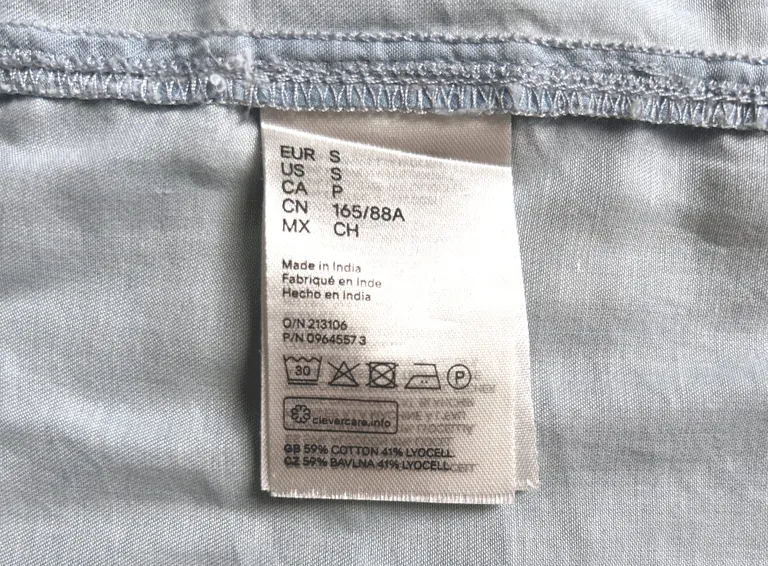 EUR S
US S
CA P
CN 165/88A
MX CH
Made in India
Fabriqué en Inde
Hecho en India
O/N 213106
P/N 0964557 3
30 P
clevercare.info
GB 59% COTTON 41% LYOCELL
CZ 59% BAVLNA 41% LYOCELL